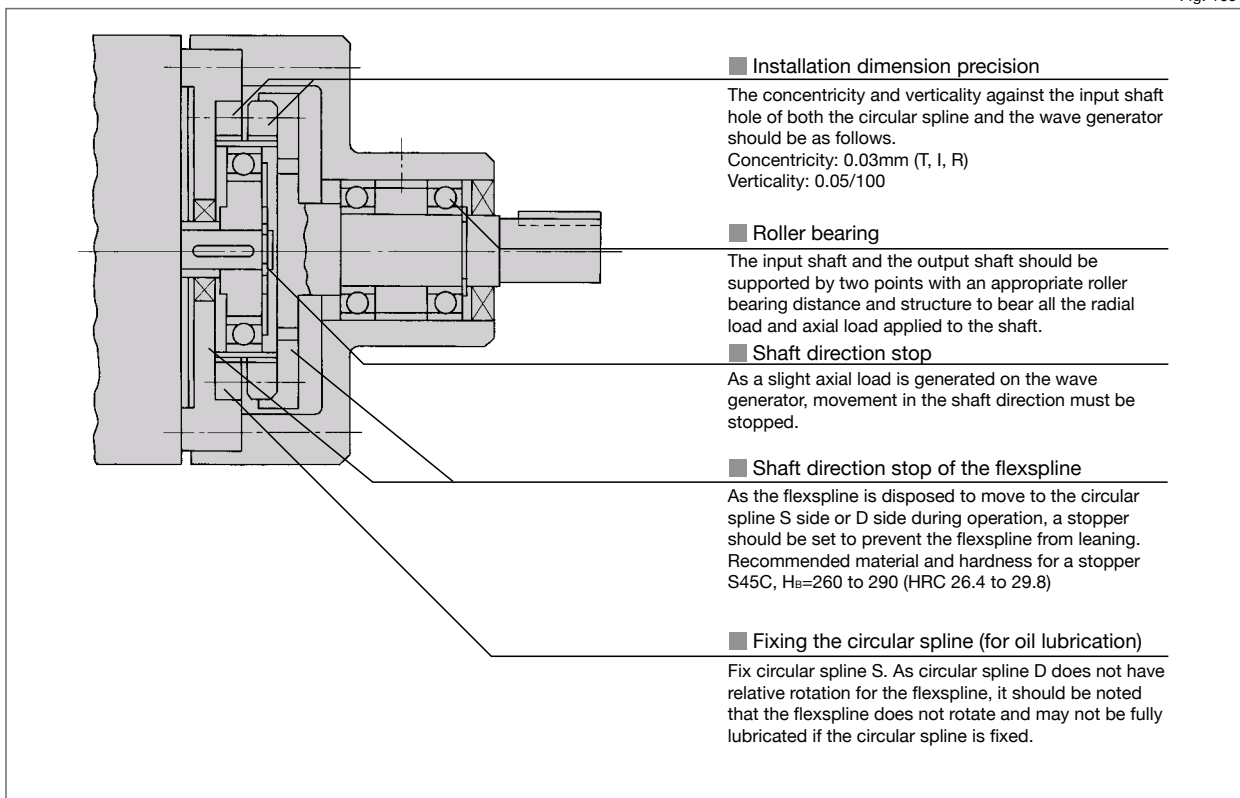 Installation dimension precision
The concentricity and verticality against the input shaft
hole of both the circular spline and the wave generator
should be as follows.
Concentricity: 0.03mm (T, I, R)
Verticality: 0.05/100
Roller bearing
The input shaft and the output shaft should be
supported by two points with an appropriate roller
bearing distance and structure to bear all the radial
load and axial load applied to the shaft.
Shaft direction stop
As a slight axial load is generated on the wave
generator, movement in the shaft direction must be
stopped.
Shaft direction stop of the flexspline
As the flexspline is disposed to move to the circular
spline S side or D side during operation, a stopper
should be set to prevent the flexspline from leaning.
Recommended material and hardness for a stopper
S45C, HB=260 to 290 (HRC 26.4 to 29.8)
Fixing the circular spline (for oil lubrication)
Fix circular spline S. As circular spline D does not have
relative rotation for the flexspline, it should be noted
that the flexspline does not rotate and may not be fully
lubricated if the circular spline is fixed.